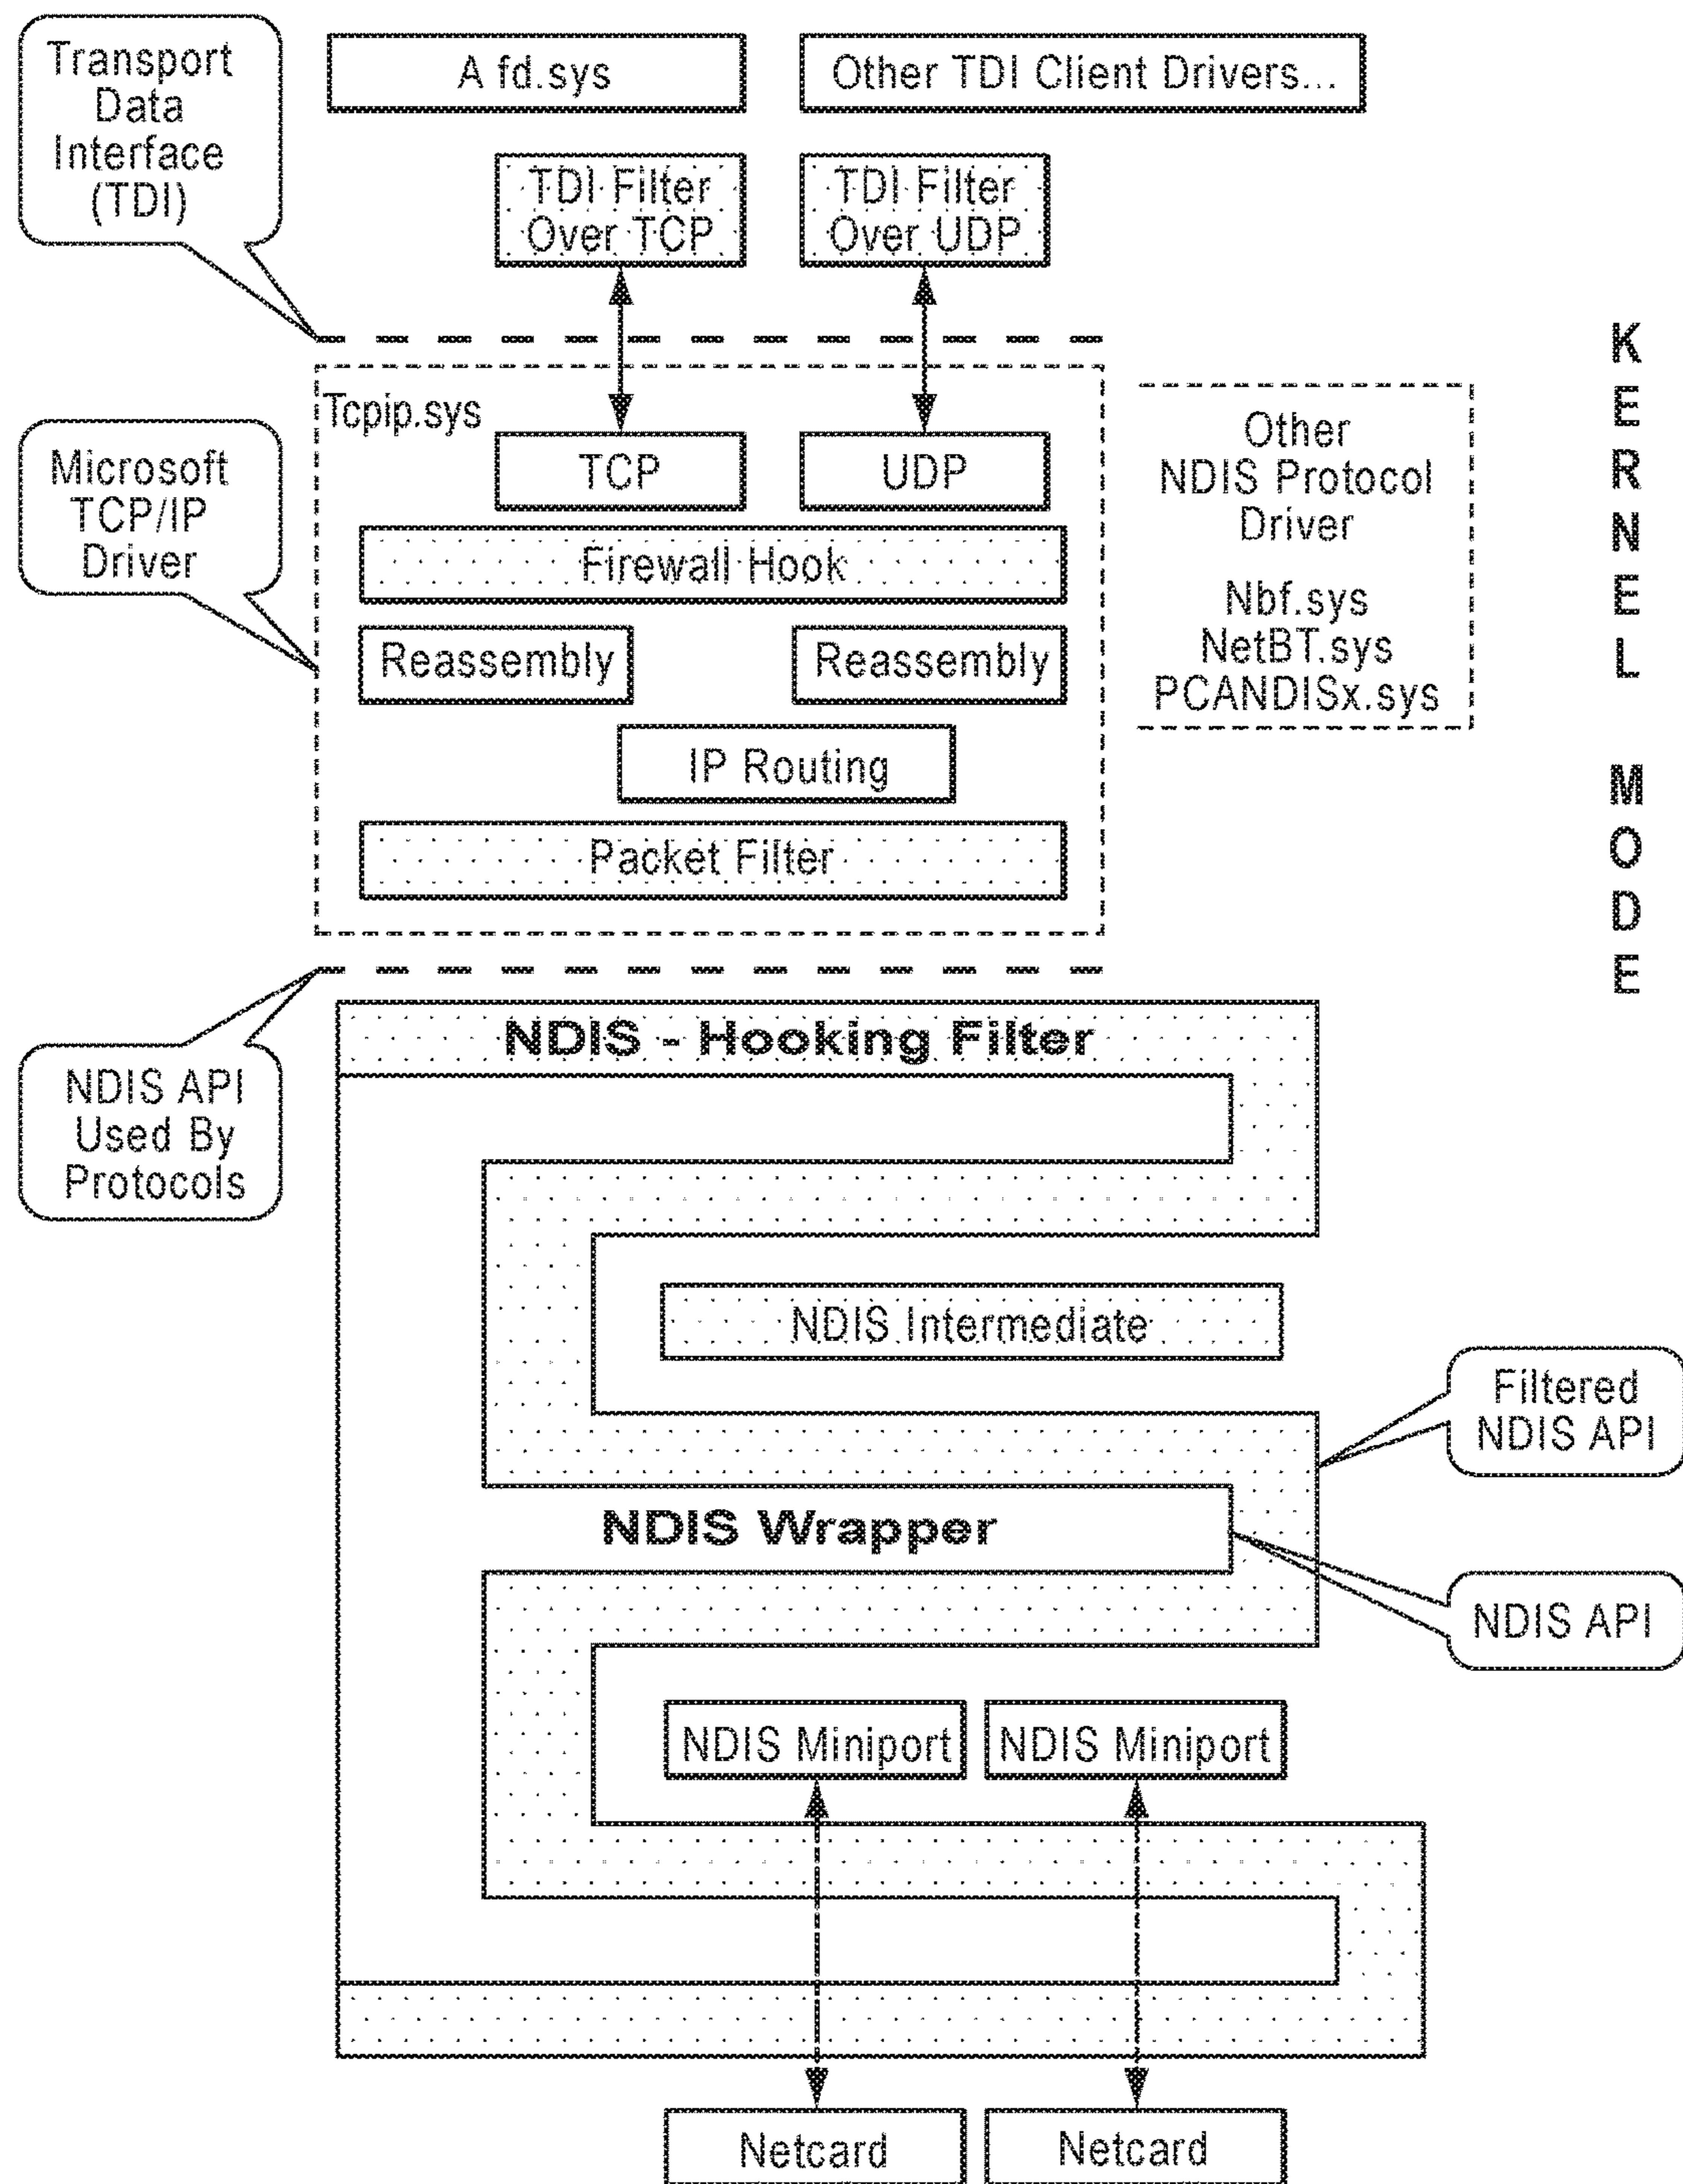 Transport
Data
Interface
(TDI)
A fd.sys
Other TDI Client Drivers...
TDI Filter
Over TCP
TDI Filter
Over UDP
Tcpip.sys
TCP
UDP
Microsoft
TCP/IP
Driver
Firewall Hook
Reassembly
Reassembly
IP Routing
Packet Filter
Other
NDIS Protocol
Driver
Nbf.sys
NetBT.sys
PCANDISx.sys
KERNEL MODE
NDIS API
Used By
Protocols
NDIS - Hooking Filter
NDIS Intermediate
Filtered
NDIS API
NDIS Wrapper
NDIS API
NDIS Miniport
NDIS Miniport
Netcard
Netcard